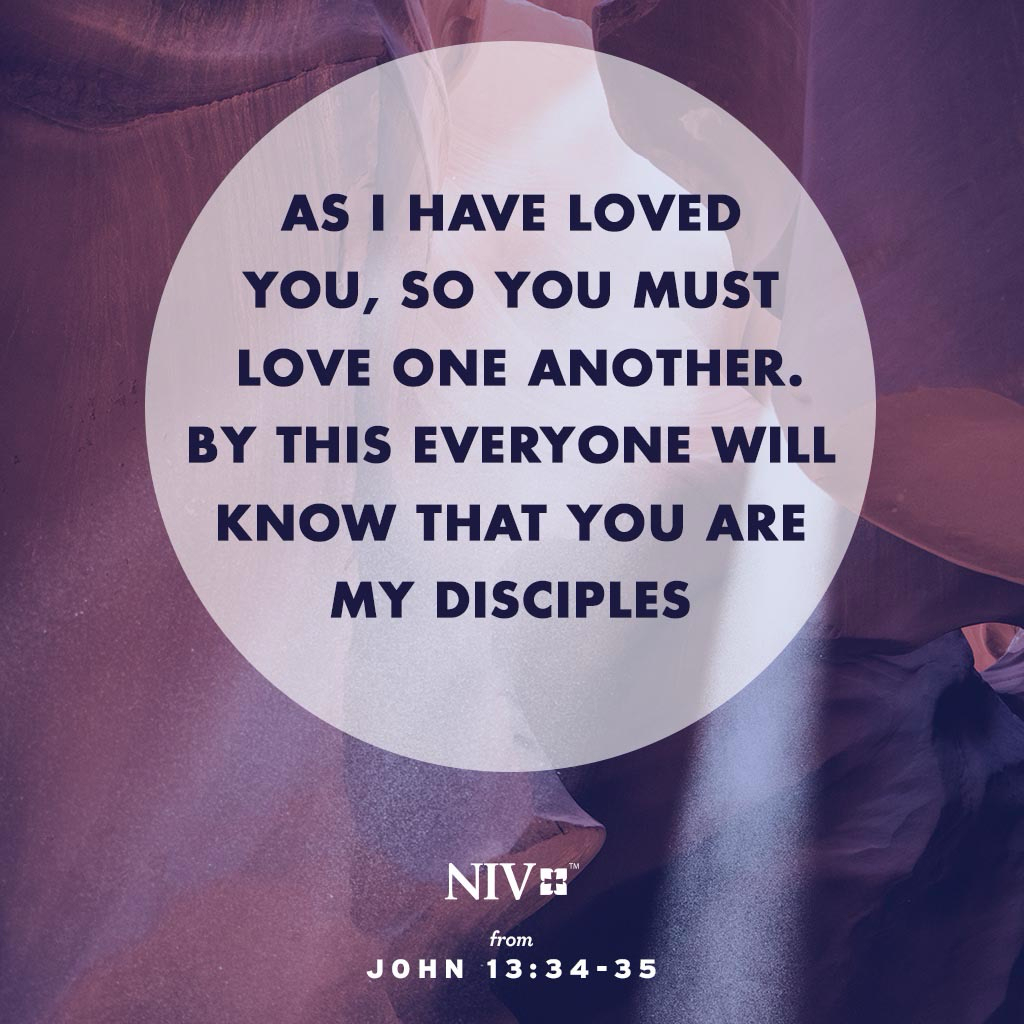 AS I HAVE LOVED
YOU, SO YOU MUST
LOVE ONE ANOTHER.
BY THIS EVERYONE WILL
KNOW THAT YOU ARE
MY DISCIPLES
NIV™
from
JOHN 13:34-35